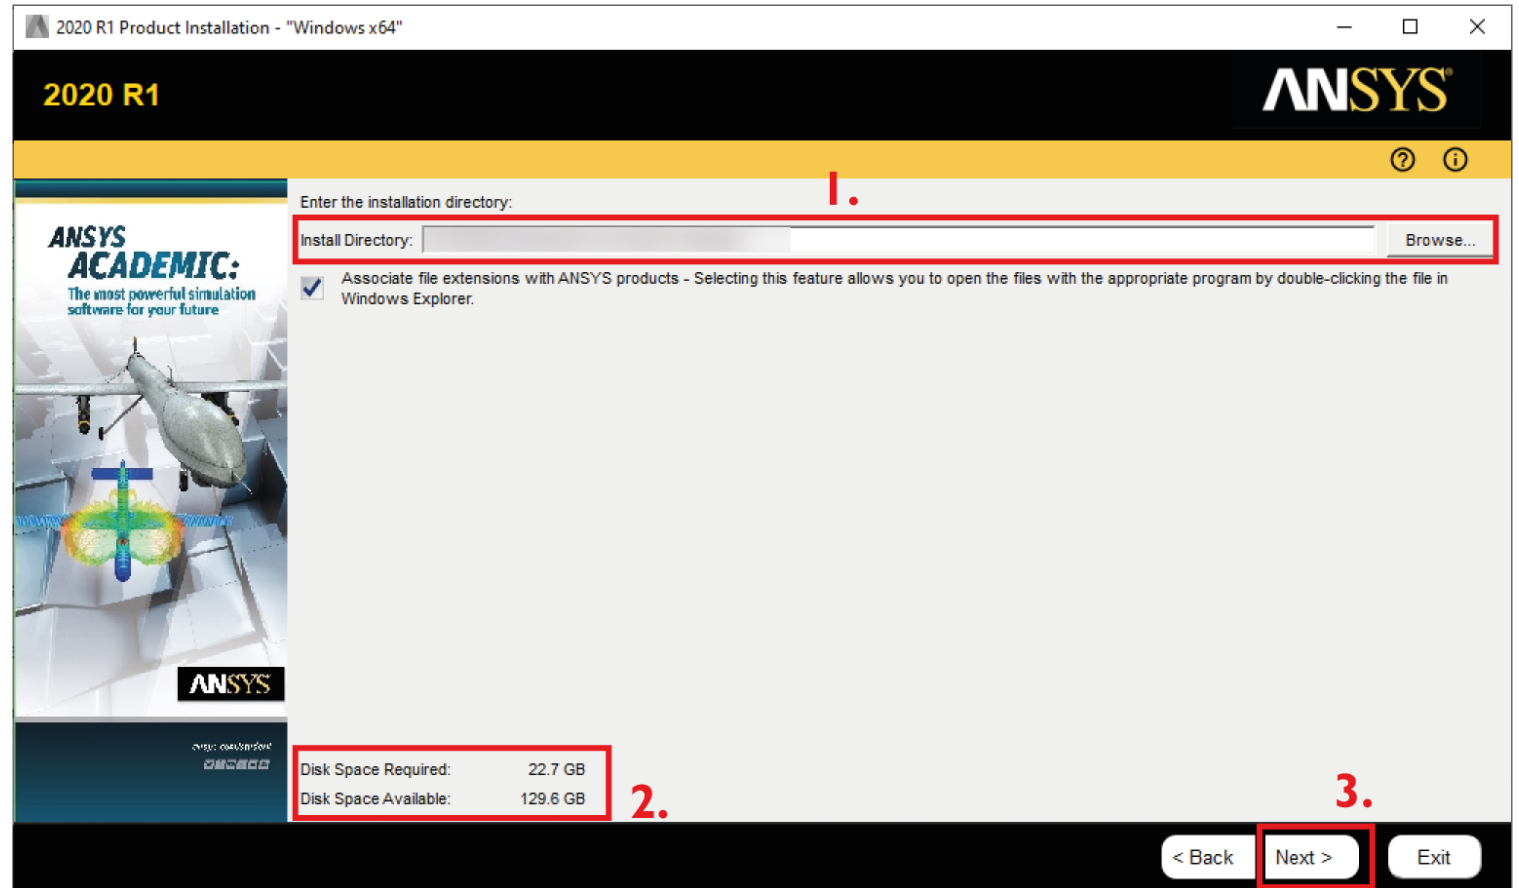 2020 R1 Product Installation - "Windows x64"
2020 R1
ANSYS
1.
Enter the installation directory:
Install Directory:
Browse...
Associate file extensions with ANSYS products - Selecting this feature allows you to open the files with the appropriate program by double-clicking the file in
Windows Explorer.
ANSYS
ACADEMIC:
The most powerful simulation
software for your future
ANSYS
Disk Space Required: 22.7 GB
Disk Space Available: 129.6 GB
2.
3.
< Back
Next >
Exit